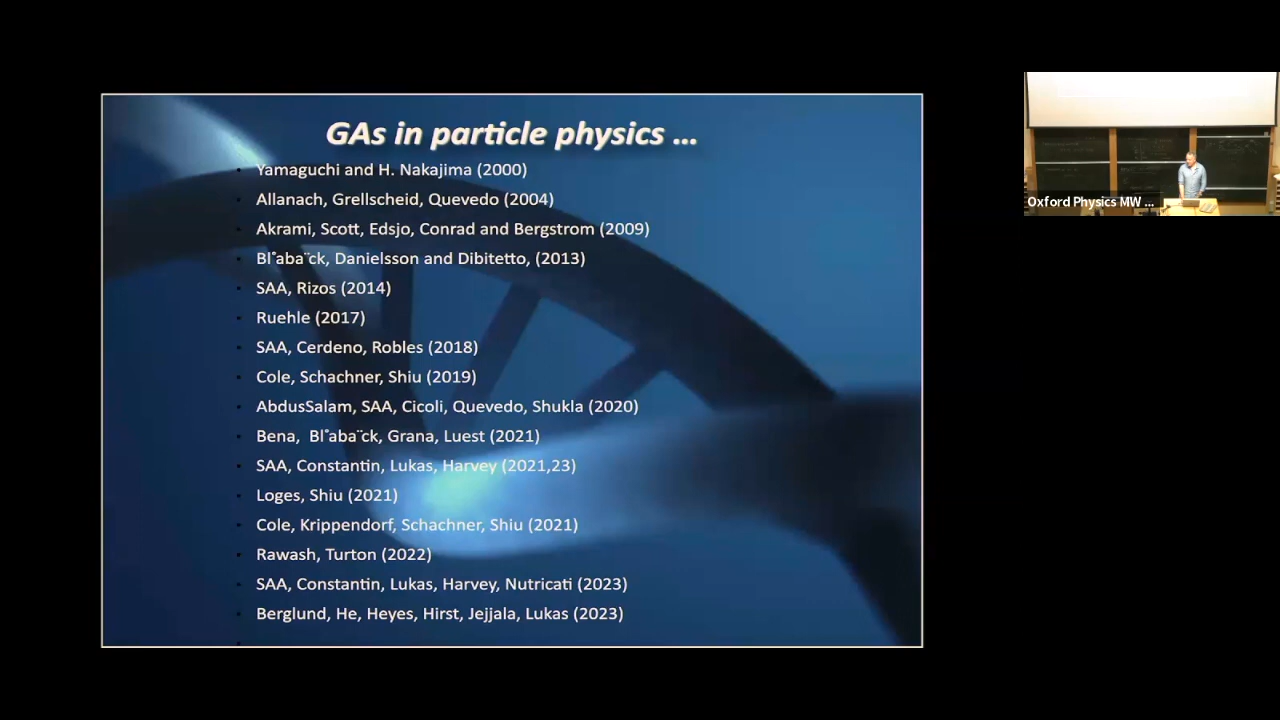 GAs in particle physics ...
Yamaguchi and H. Nakajima (2000)
Allanach, Grellscheid, Quevedo (2004)
Akrami, Scott, Edsjo, Conrad and Bergstrom (2009)
Bl˚aba¨ck, Danielsson and Dibitetto, (2013)
SAA, Rizos (2014)
Ruehle (2017)
SAA, Cerdeno, Robles (2018)
Cole, Schachner, Shiu (2019)
AbdusSalam, SAA, Cicoli, Quevedo, Shukla (2020)
Bena, Bl˚aba¨ck, Grana, Luest (2021)
SAA, Constantin, Lukas, Harvey (2021,23)
Loges, Shiu (2021)
Cole, Krippendorf, Schachner, Shiu (2021)
Rawash, Turton (2022)
SAA, Constantin, Lukas, Harvey, Nutricati (2023)
Berglund, He, Heyes, Hirst, Jejjala, Lukas (2023)
Oxford Physics MW ...